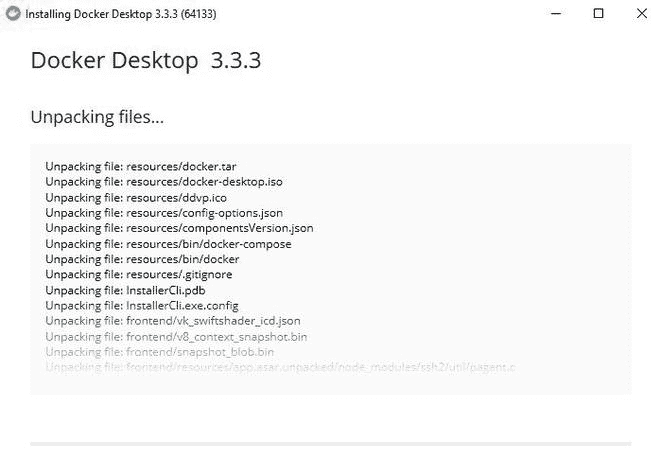 Installing Docker Desktop 3.3.3 (64133)
Docker Desktop 3.3.3
Unpacking files...
Unpacking file: resources/docker.tar
Unpacking file: resources/docker-desktop.iso
Unpacking file: resources/ddvp.ico
Unpacking file: resources/config-options.json
Unpacking file: resources/componentsVersion.json
Unpacking file: resources/bin/docker-compose
Unpacking file: resources/bin/docker
Unpacking file: resources/.gitignore
Unpacking file: InstallerCli.pdb
Unpacking file: InstallerCli.exe.config
Unpacking file: frontend/vk_swiftshader_icd.json
Unpacking file: frontend/v8_context_snapshot.bin
Unpacking file: frontend/snapshot_blob.bin
Unpacking file: frontend/resources/app.asar.unpacked/node_modules/ssh2/util/pagent.c